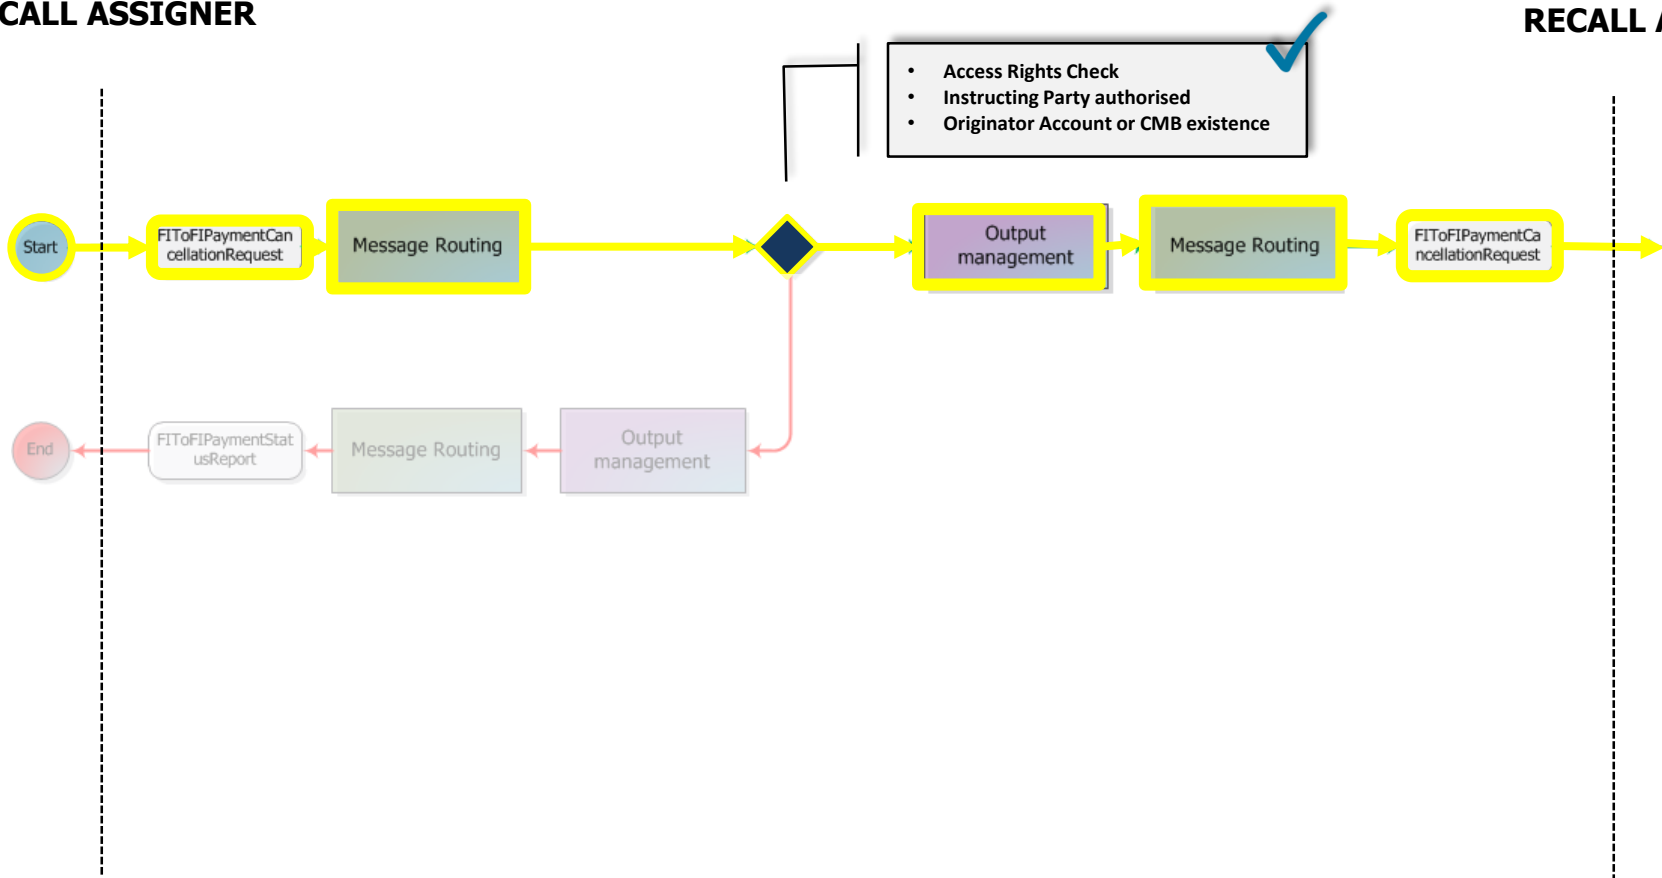 CALL ASSIGNER
RECALL A
• Access Rights Check
• Instructing Party authorised
• Originator Account or CMB existence
Start
FIToFIPaymentCan
cellationRequest
Message Routing
Output
management
Message Routing
FIToFIPaymentCa
ncellationRequest
End
FIToFIPaymentStat
usReport
Message Routing
Output
management